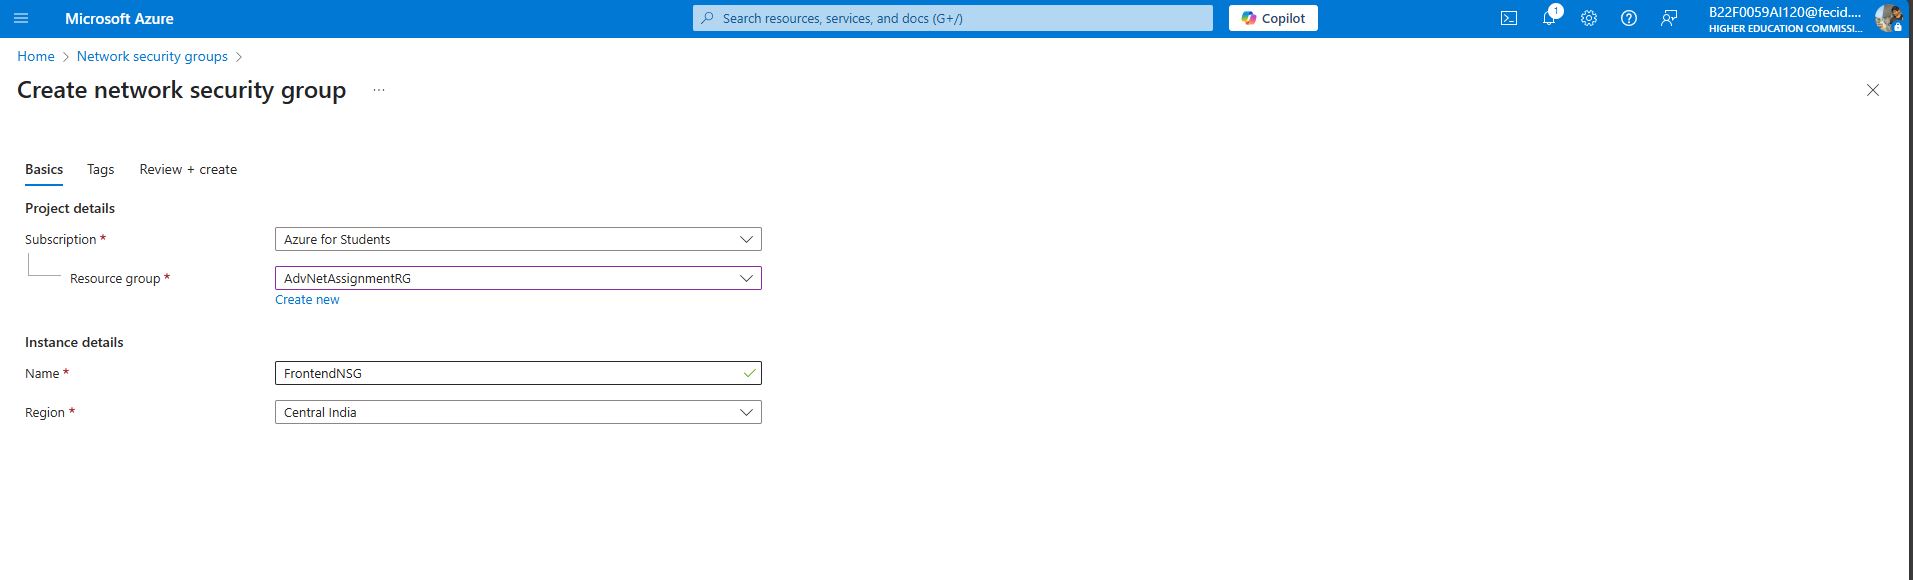 Microsoft Azure
Search resources, services, and docs (G+/)
Copilot
1
B22F0059AI120@fecid....
HIGHER EDUCATION COMMISSI...
Home > Network security groups >
Create network security group ...
Basics Tags Review + create
Project details
Subscription * Azure for Students
Resource group * AdvNetAssignmentRG
Create new
Instance details
Name * FrontendNSG
Region * Central India